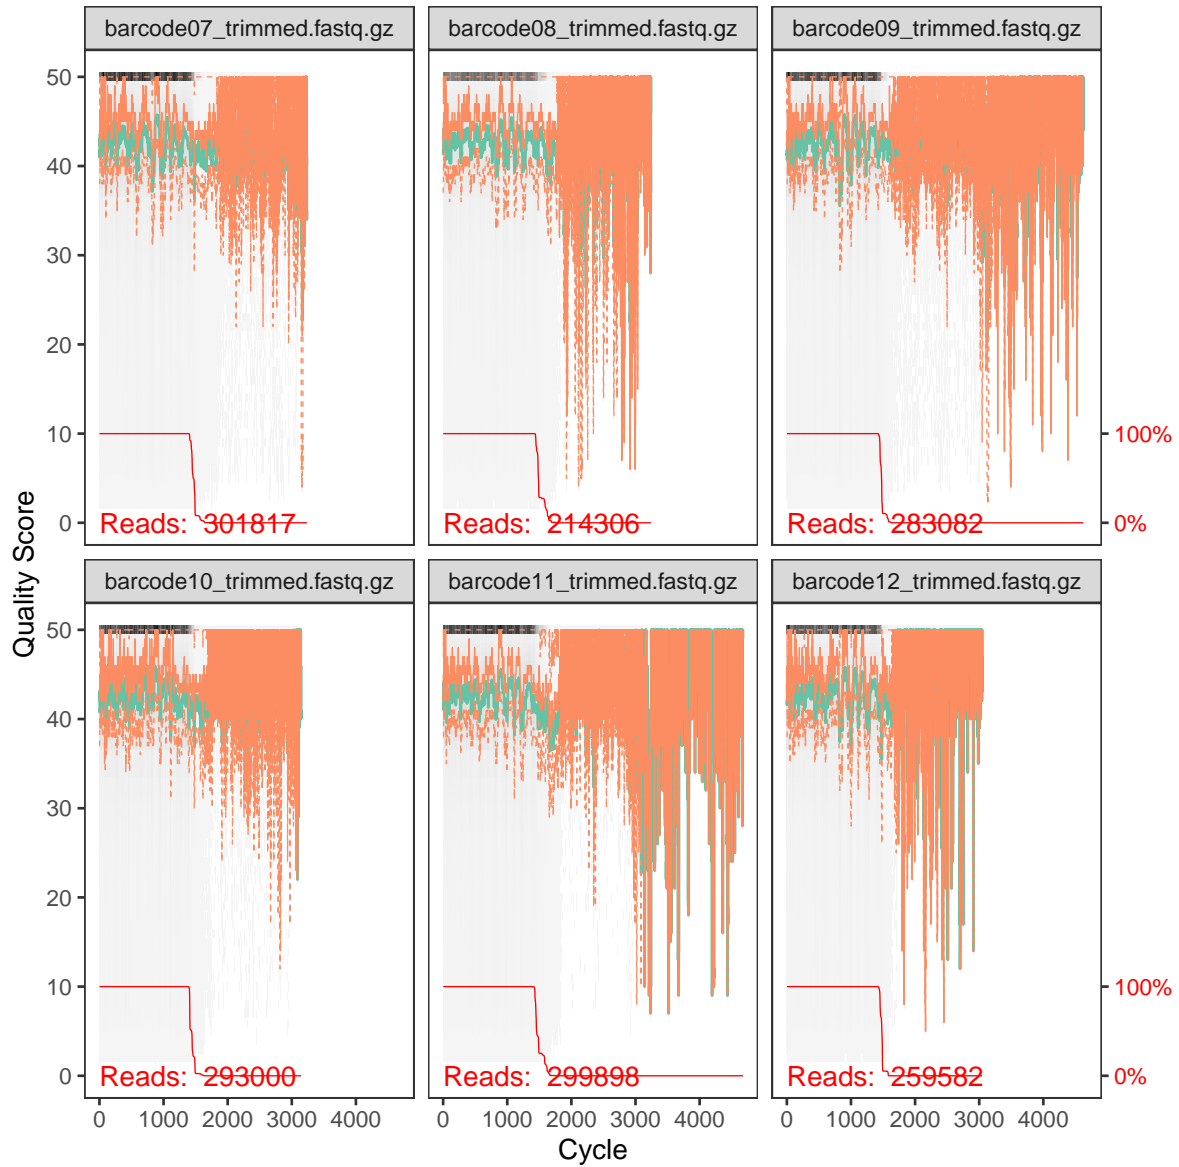 barcode07_trimmed.fastq.gz barcode08_trimmed.fastq.gz barcode09_trimmed.fastq.gz
50
40
30
20
10 100%
0 0%
Reads: 301817 Reads: 214306 Reads: 283082
Quality Score
barcode10_trimmed.fastq.gz barcode11_trimmed.fastq.gz barcode12_trimmed.fastq.gz
50
40
30
20
10 100%
0 0%
Reads: 293000 Reads: 299898 Reads: 259582
0 1000 2000 3000 4000 0 1000 2000 3000 4000 0 1000 2000 3000 4000
Cycle